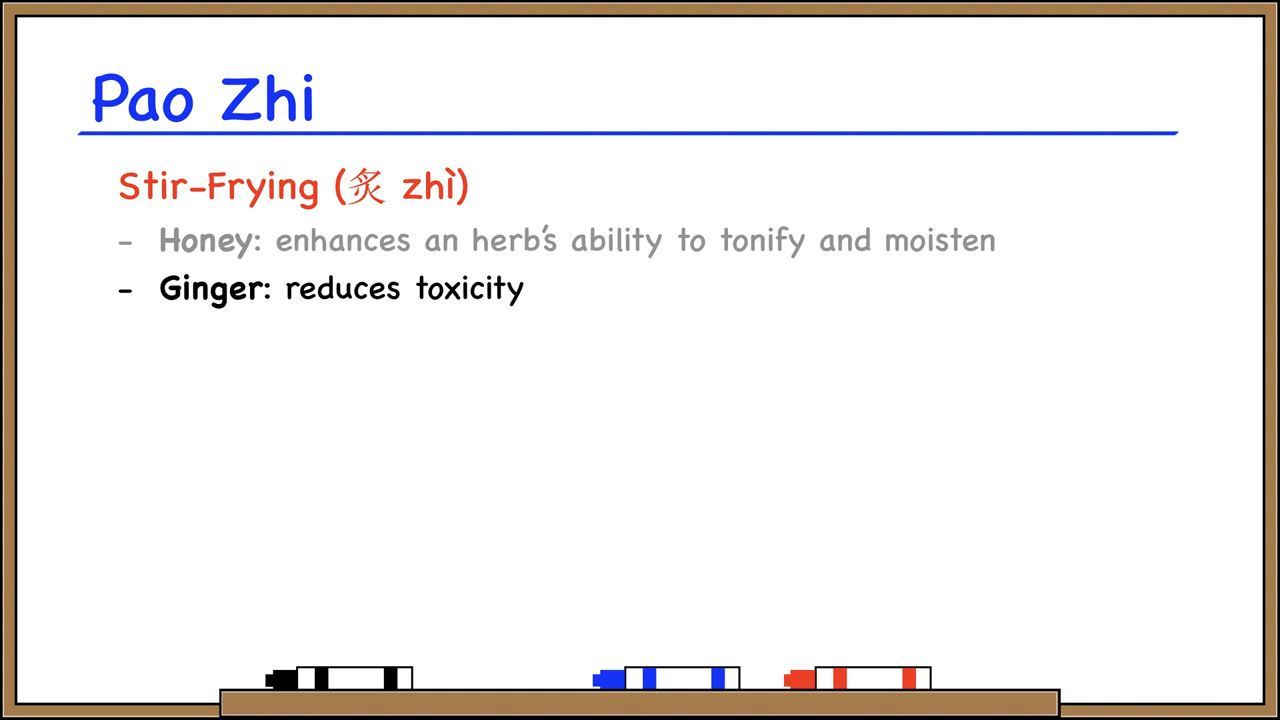 Pao Zhi
Stir-Frying (炙 zhì)
- Honey: enhances an herb's ability to tonify and moisten
- Ginger: reduces toxicity